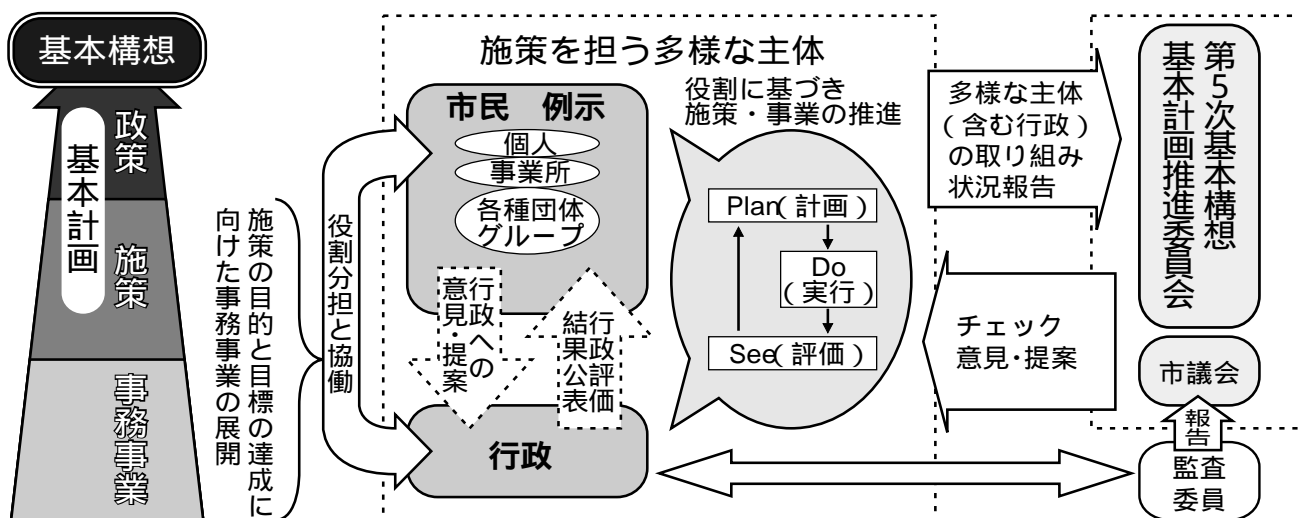 基本構想
政策
基本計画
施策
事務事業
施策の目的と目標の達成に
向けた事務事業の展開
役割分担と協働
施策を担う多様な主体
市民　例示
個人
事業所
各種団体
グループ
行政への
意見・提案
行政評価
結果公表
行政
役割に基づき
施策・事業の推進
Plan(計画)
Do
(実行)
See(評価)
多様な主体
(含む行政)
の取り組み
状況報告
チェック
意見・提案
第5次基本構想
基本計画推進委員会
市議会
報告
監査
委員